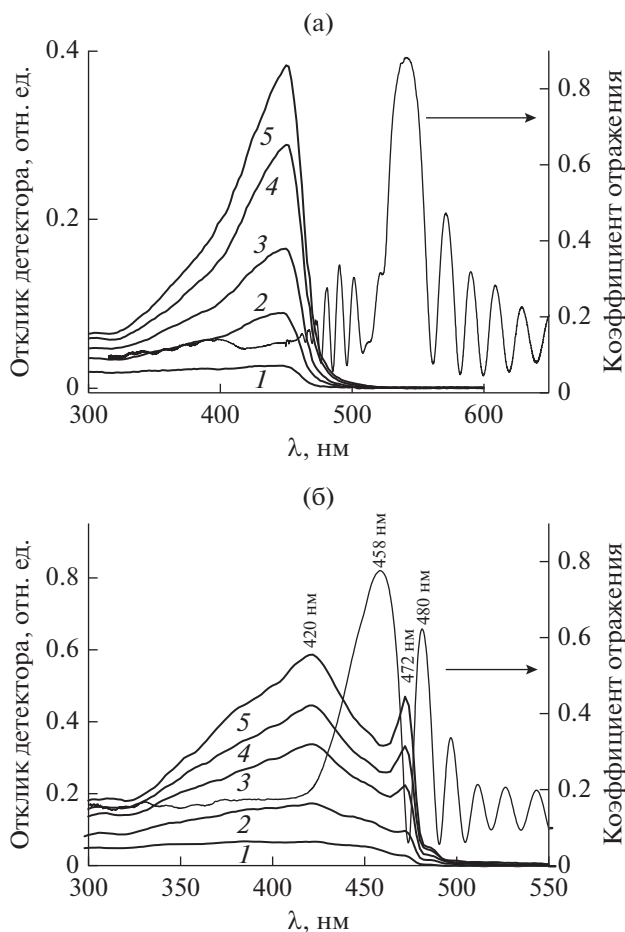 (а)
Отклик детектора, отн. ед.
0.4
0.2
0
5
4
3
2
1
0.8
0.6
0.4
0.2
0
Коэффициент отражения
300 400 500 600
λ, нм
(б)
Отклик детектора, отн. ед.
0.8
0.6
0.4
0.2
0
420 нм
458 нм
472 нм
480 нм
5
4
3
2
1
0.8
0.6
0.4
0.2
0
Коэффициент отражения
300 350 400 450 500 550
λ, нм